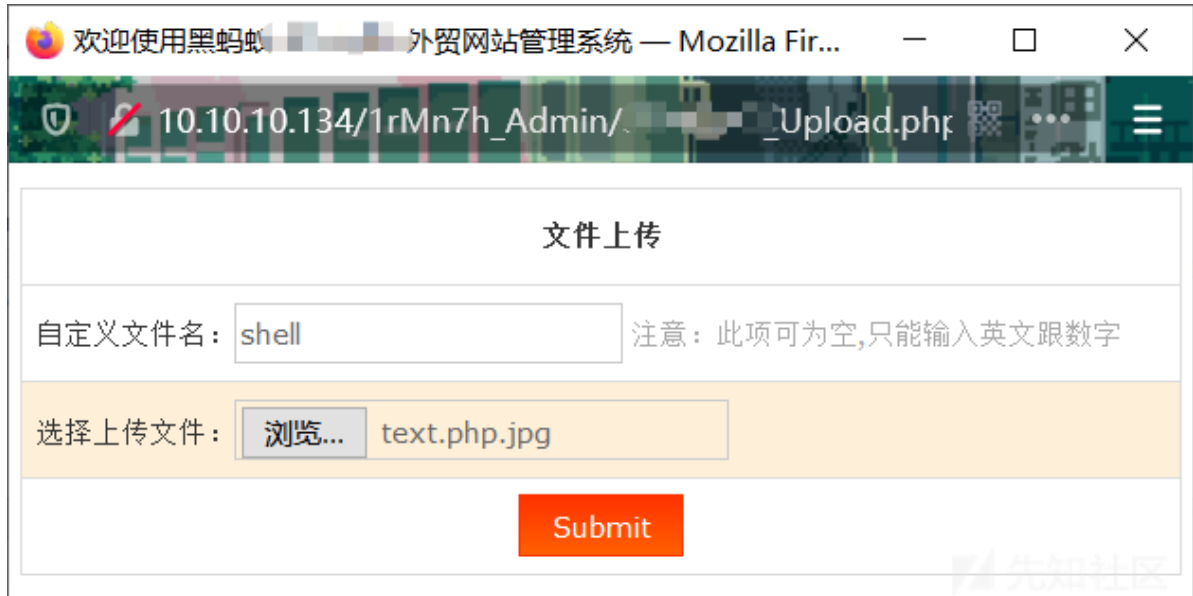 欢迎使用黑蚂蚁 外贸网站管理系统 — Mozilla Fir...
10.10.10.134/1rMn7h_Admin/ _Upload.php
文件上传
自定义文件名：shell 注意：此项可为空,只能输入英文跟数字
选择上传文件：浏览... text.php.jpg
Submit
先知社区